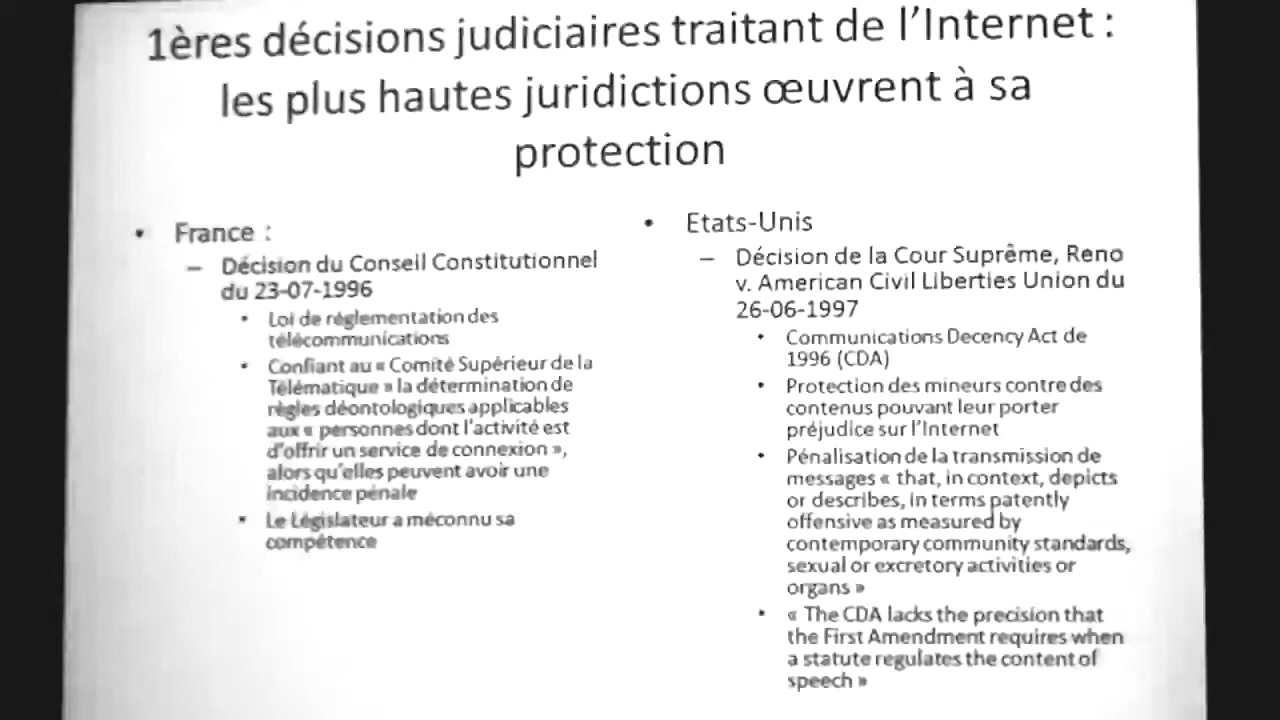 1ères décisions judiciaires traitant de l'Internet :
les plus hautes juridictions œuvrent à sa
protection
• France :
– Décision du Conseil Constitutionnel
du 23-07-1996
• Loi de réglementation des
télécommunications
• Confiant au « Comité Supérieur de la
Télématique » la détermination de
règles déontologiques applicables
aux « personnes dont l'activité est
d'offrir un service de connexion »,
alors qu'elles peuvent avoir une
incidence pénale
• Le Législateur a méconnu sa
compétence
• Etats-Unis
– Décision de la Cour Suprême, Reno
v. American Civil Liberties Union du
26-06-1997
• Communications Decency Act de
1996 (CDA)
• Protection des mineurs contre des
contenus pouvant leur porter
préjudice sur l'Internet
• Pénalisation de la transmission de
messages « that, in context, depicts
or describes, in terms patently
offensive as measured by
contemporary community standards,
sexual or excretory activities or
organs »
• « The CDA lacks the precision that
the First Amendment requires when
a statute regulates the content of
speech »